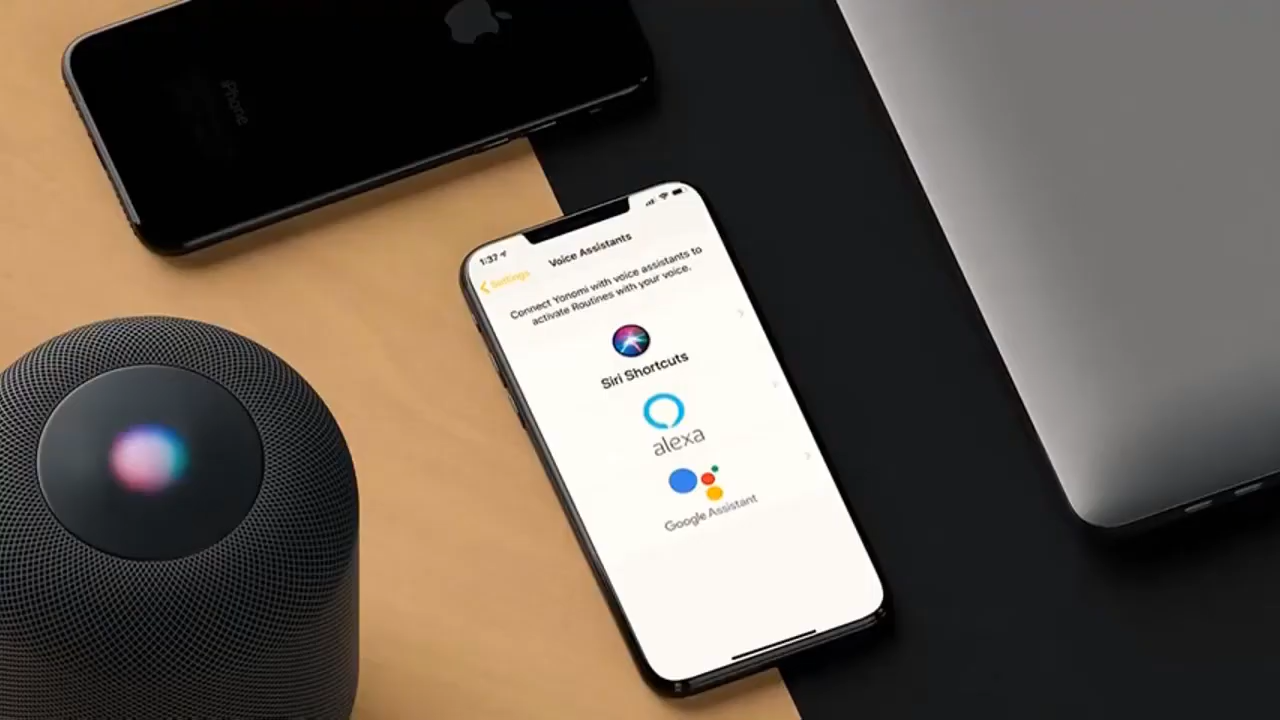 iPhone
1:37
Voice Assistants
Settings
Connect Yonomi with voice assistants to
activate Routines with your voice.
Siri Shortcuts
alexa
Google Assistant